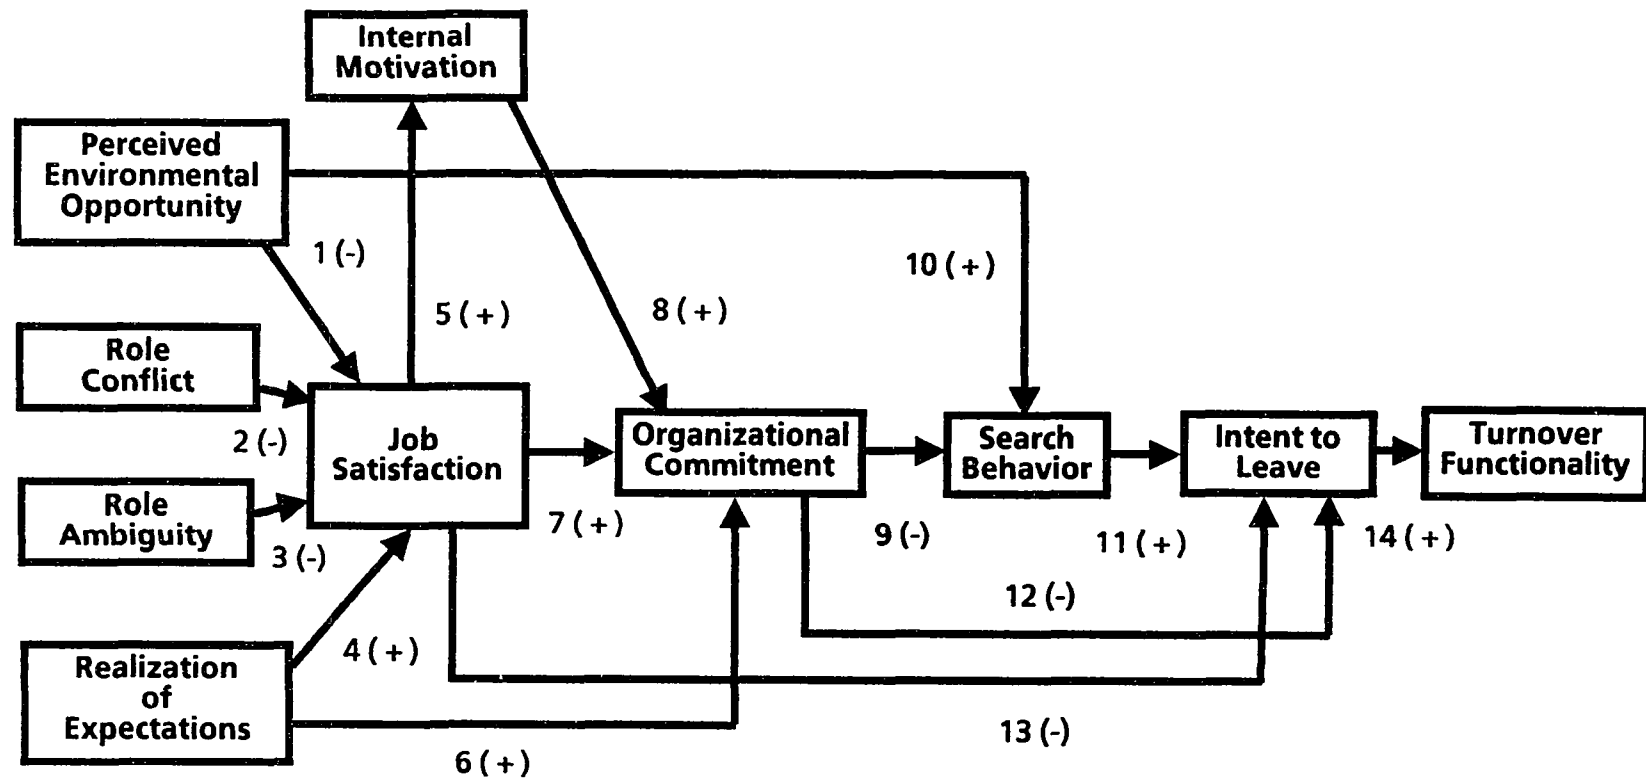 Internal
Motivation
Perceived
Environmental
Opportunity
1 (-)
5 (+)
8 (+)
10 (+)
Role
Conflict
2 (-)
Job
Satisfaction
Organizational
Commitment
Search
Behavior
Intent to
Leave
Turnover
Functionality
Role
Ambiguity
3 (-)
7 (+)
9 (-)
11 (+)
14 (+)
12 (-)
4 (+)
Realization
of
Expectations
13 (-)
6 (+)